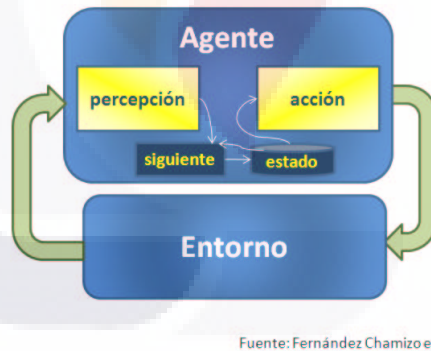 Agente
percepción
acción
siguiente
estado
Entorno
Fuente: Fernández Chamizo e